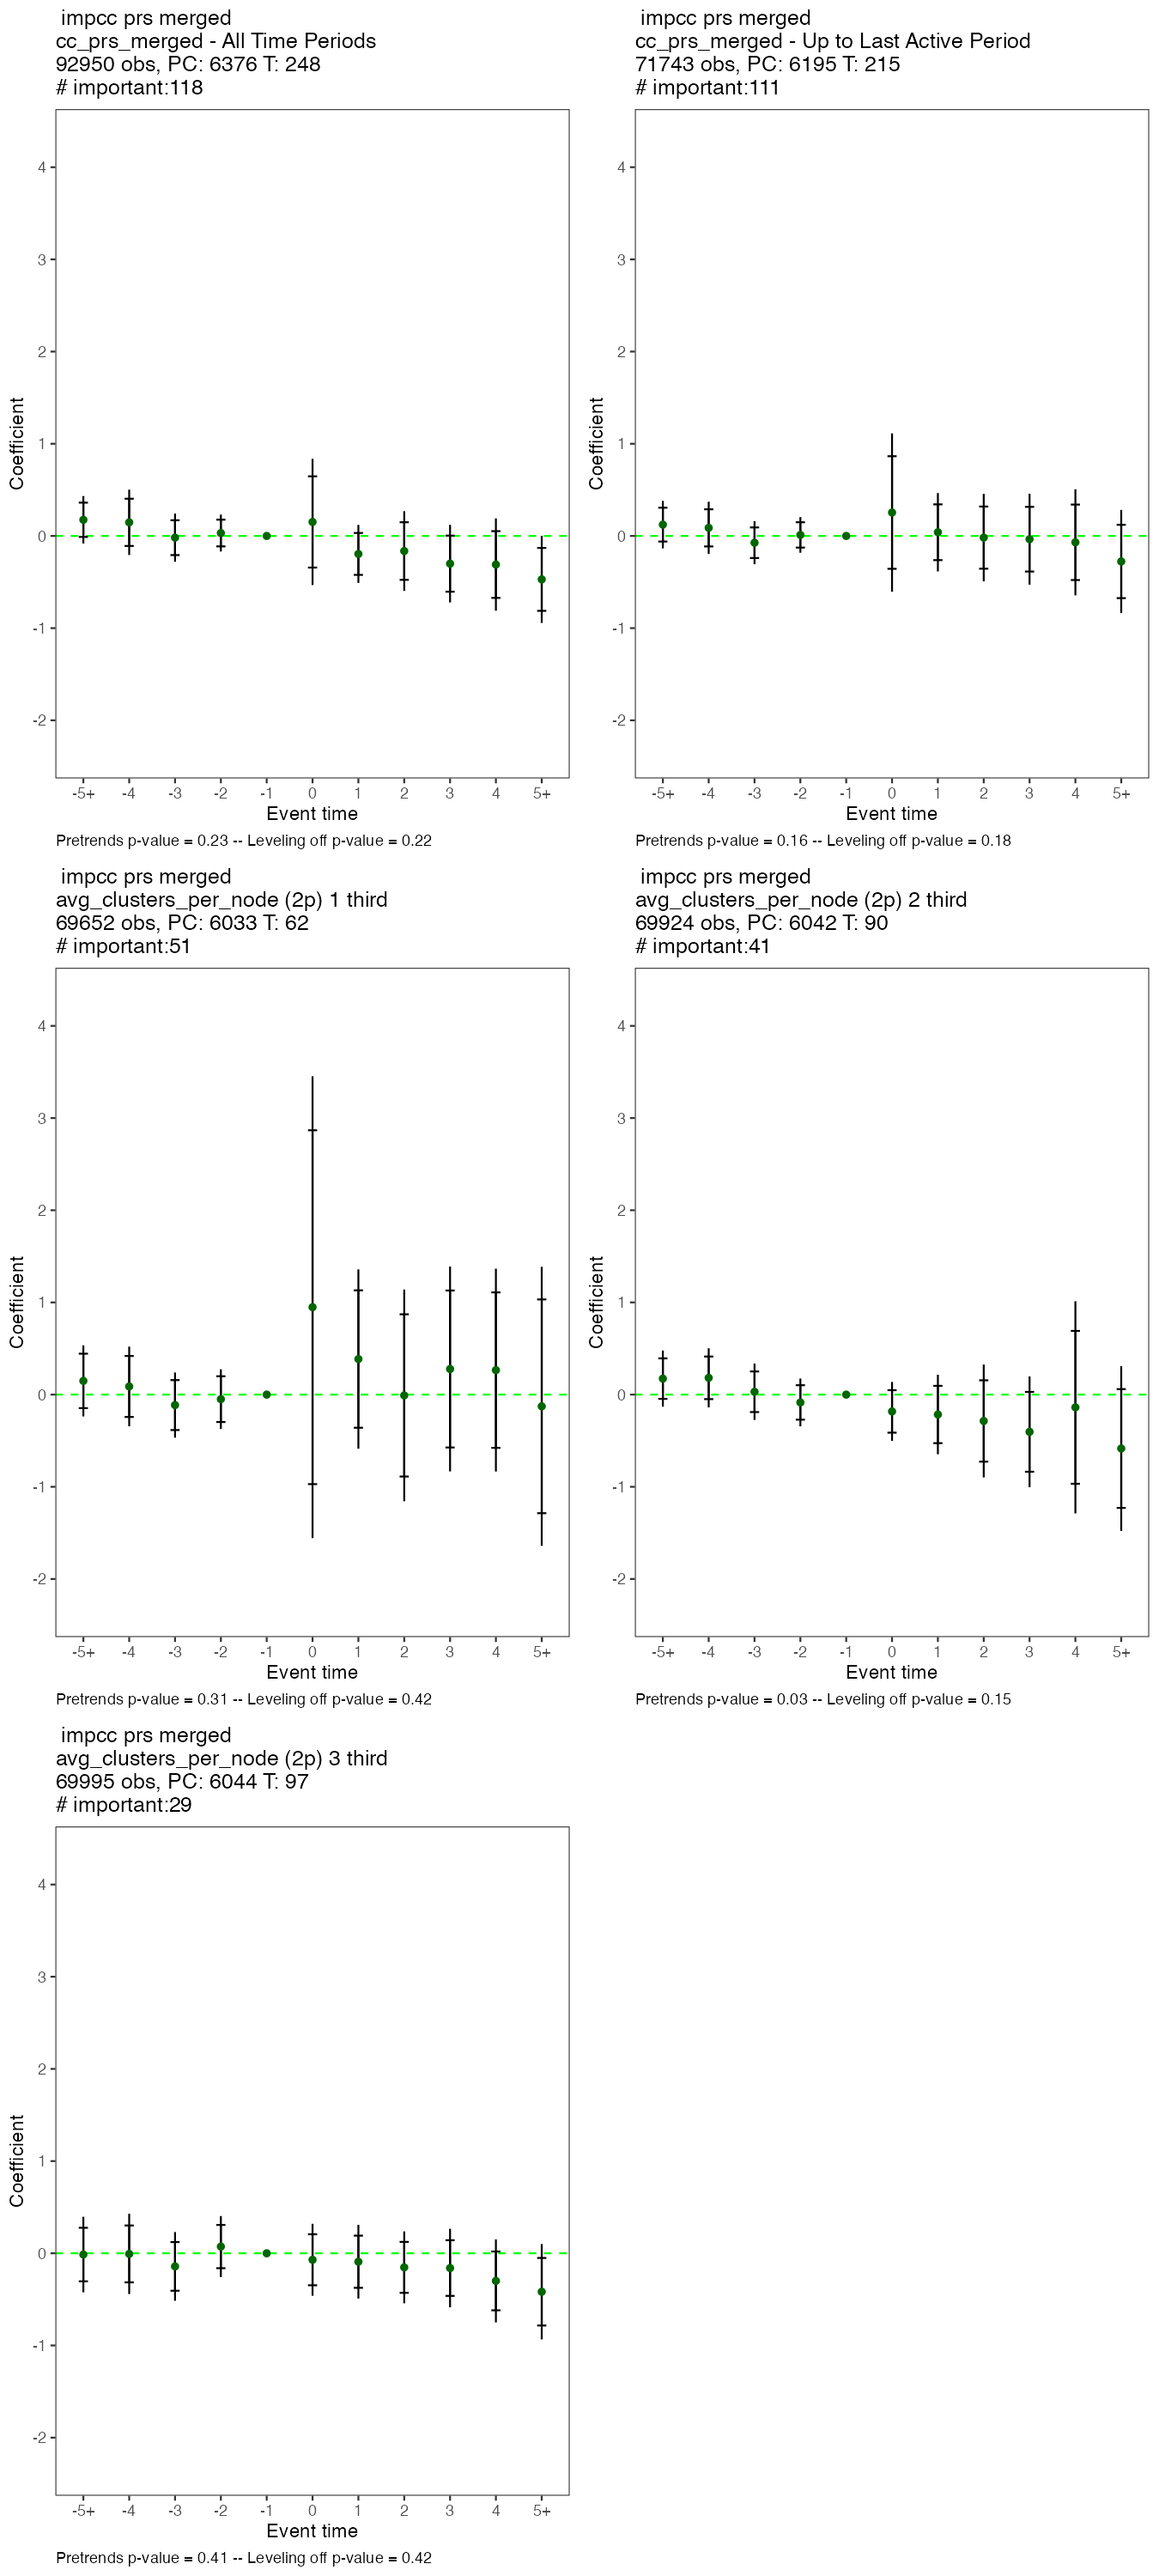 impcc prs merged
cc_prs_merged - All Time Periods
92950 obs, PC: 6376 T: 248
# important:118
Coefficient
4
3
2
1
0
-1
-2
-5+ -4 -3 -2 -1 0 1 2 3 4 5+
Event time
Pretrends p-value = 0.23 -- Leveling off p-value = 0.22
impcc prs merged
cc_prs_merged - Up to Last Active Period
71743 obs, PC: 6195 T: 215
# important:111
Coefficient
4
3
2
1
0
-1
-2
-5+ -4 -3 -2 -1 0 1 2 3 4 5+
Event time
Pretrends p-value = 0.16 -- Leveling off p-value = 0.18
impcc prs merged
avg_clusters_per_node (2p) 1 third
69652 obs, PC: 6033 T: 62
# important:51
Coefficient
4
3
2
1
0
-1
-2
-5+ -4 -3 -2 -1 0 1 2 3 4 5+
Event time
Pretrends p-value = 0.31 -- Leveling off p-value = 0.42
impcc prs merged
avg_clusters_per_node (2p) 2 third
69924 obs, PC: 6042 T: 90
# important:41
Coefficient
4
3
2
1
0
-1
-2
-5+ -4 -3 -2 -1 0 1 2 3 4 5+
Event time
Pretrends p-value = 0.03 -- Leveling off p-value = 0.15
impcc prs merged
avg_clusters_per_node (2p) 3 third
69995 obs, PC: 6044 T: 97
# important:29
Coefficient
4
3
2
1
0
-1
-2
-5+ -4 -3 -2 -1 0 1 2 3 4 5+
Event time
Pretrends p-value = 0.41 -- Leveling off p-value = 0.42